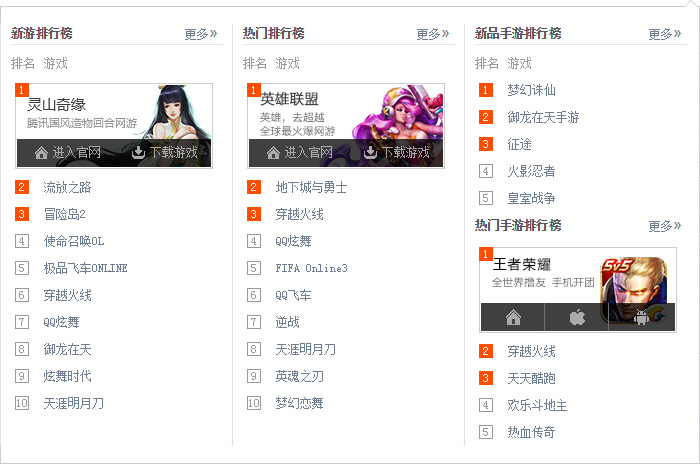 新游排行榜 更多»
排名 游戏
1
灵山奇缘
腾讯国风造物回合网游
进入官网 下载游戏
2 流放之路
3 冒险岛2
4 使命召唤OL
5 极品飞车ONLINE
6 穿越火线
7 QQ炫舞
8 御龙在天
9 炫舞时代
10 天涯明月刀
热门排行榜 更多»
排名 游戏
1
英雄联盟
英雄，去超越
全球最火爆网游
进入官网 下载游戏
2 地下城与勇士
3 穿越火线
4 QQ炫舞
5 FIFA Online3
6 QQ飞车
7 逆战
8 天涯明月刀
9 英魂之刃
10 梦幻恋舞
新品手游排行榜 更多»
排名 游戏
1 梦幻诛仙
2 御龙在天手游
3 征途
4 火影忍者
5 皇室战争
热门手游排行榜 更多»
1
王者荣耀
全世界撸友 手机开团
5v5
2 穿越火线
3 天天酷跑
4 欢乐斗地主
5 热血传奇